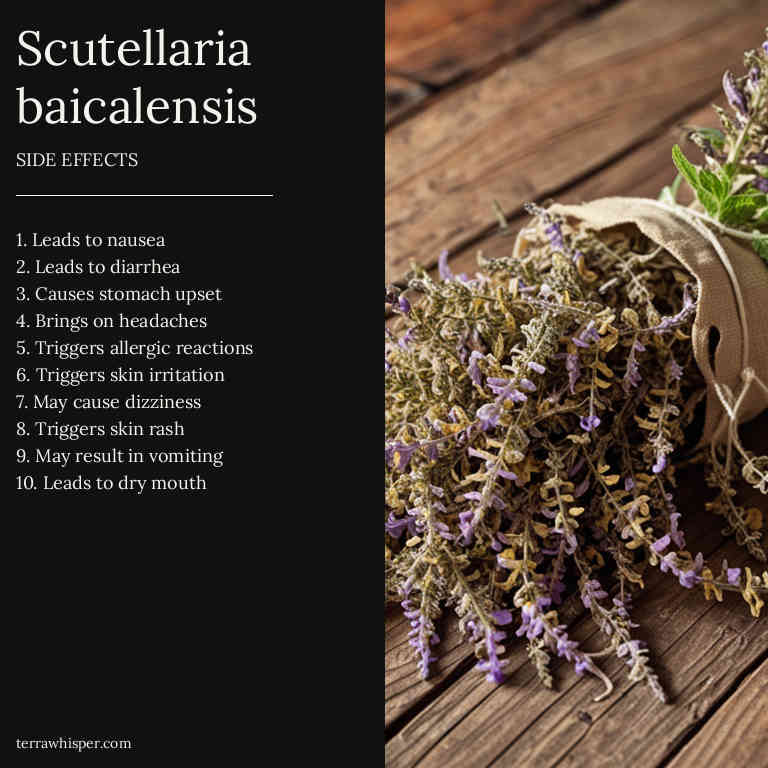 Scutellaria
baicalensis
SIDE EFFECTS
1. Leads to nausea
2. Leads to diarrhea
3. Causes stomach upset
4. Brings on headaches
5. Triggers allergic reactions
6. Triggers skin irritation
7. May cause dizziness
8. Triggers skin rash
9. May result in vomiting
10. Leads to dry mouth
terrawhisper.com